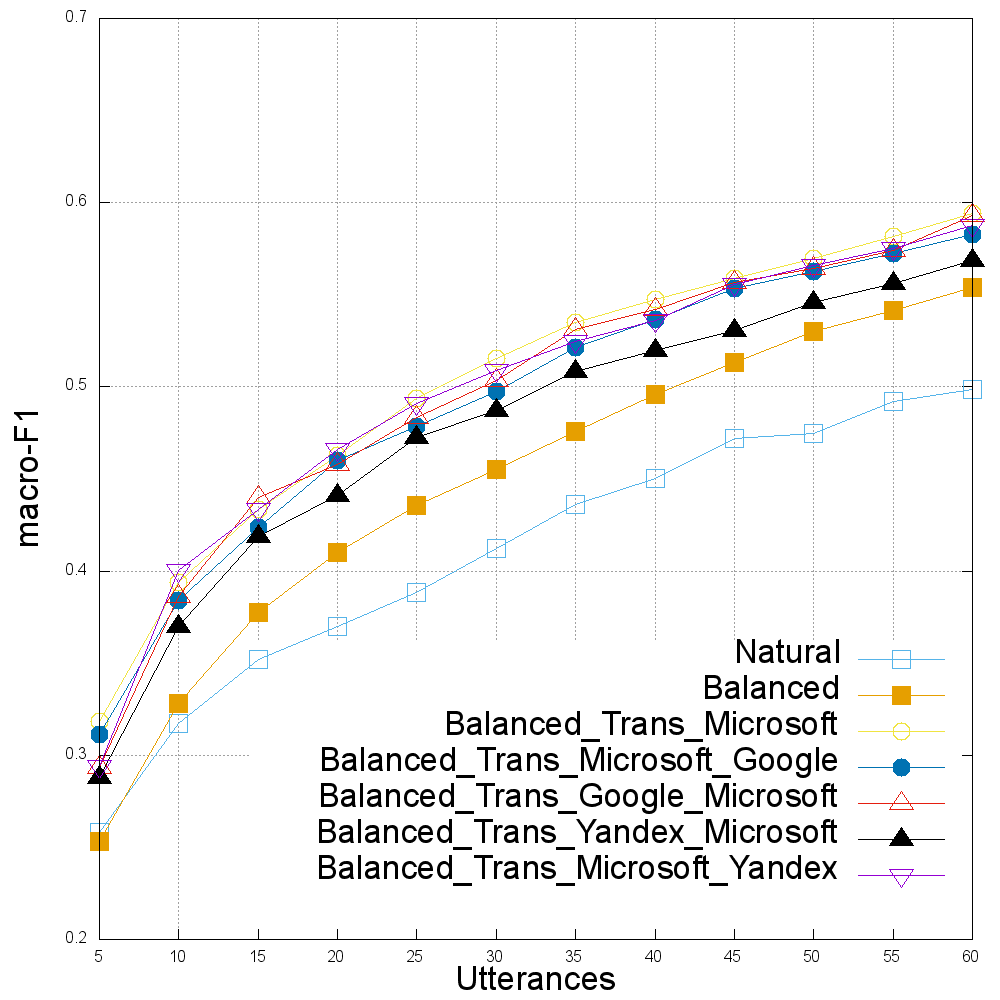 0.7
0.6
0.5
0.4
0.3
0.2
macro-F1
Natural
Balanced
Balanced_Trans_Microsoft
Balanced_Trans_Microsoft_Google
Balanced_Trans_Google_Microsoft
Balanced_Trans_Yandex_Microsoft
Balanced_Trans_Microsoft_Yandex
5 10 15 20 25 30 35 40 45 50 55 60
Utterances